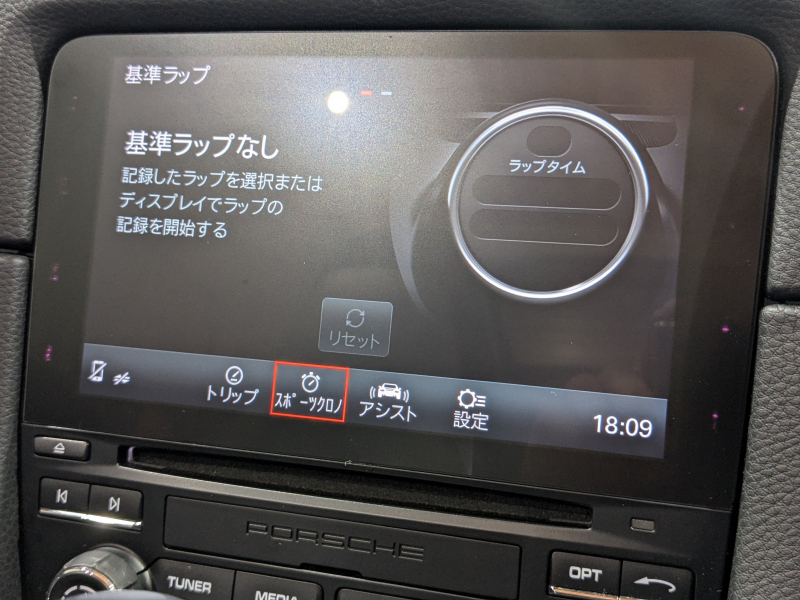 基準ラップ
基準ラップなし
記録したラップを選択または
ディスプレイでラップの
記録を開始する
ラップタイム
リセット
トリップ
スポーツクロノ
アシスト
設定
18:09
PORSCHE
OPT
TUNER
MEDIA